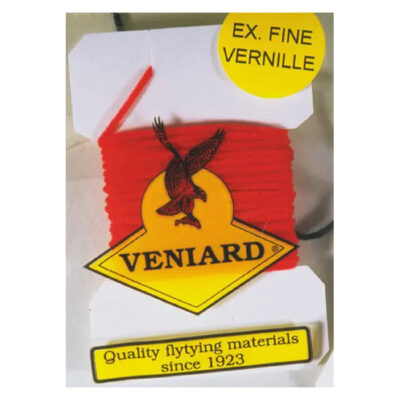 EX. FINE
VERNILLE
VENIARD®
Quality flytying materials
since 1923